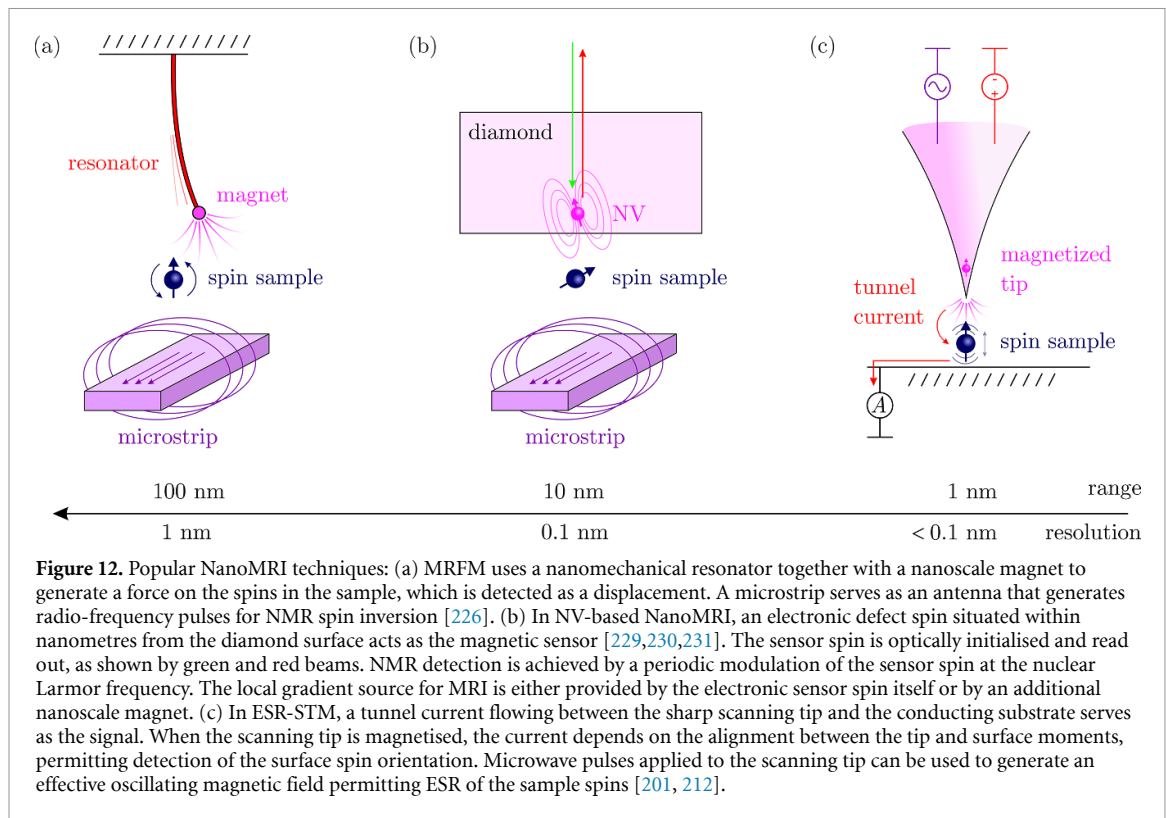 (a)
(b)
(c)
resonator
magnet
spin sample
microstrip
diamond
NV
spin sample
microstrip
-
+
magnetized
tip
tunnel
current
spin sample
A
100 nm 10 nm 1 nm range
1 nm 0.1 nm < 0.1 nm resolution
Figure 12. Popular NanoMRI techniques: (a) MRFM uses a nanomechanical resonator together with a nanoscale magnet to
generate a force on the spins in the sample, which is detected as a displacement. A microstrip serves as an antenna that generates
radio-frequency pulses for NMR spin inversion [226]. (b) In NV-based NanoMRI, an electronic defect spin situated within
nanometres from the diamond surface acts as the magnetic sensor [229,230,231]. The sensor spin is optically initialised and read
out, as shown by green and red beams. NMR detection is achieved by a periodic modulation of the sensor spin at the nuclear
Larmor frequency. The local gradient source for MRI is either provided by the electronic sensor spin itself or by an additional
nanoscale magnet. (c) In ESR-STM, a tunnel current flowing between the sharp scanning tip and the conducting substrate serves
as the signal. When the scanning tip is magnetised, the current depends on the alignment between the tip and surface moments,
permitting detection of the surface spin orientation. Microwave pulses applied to the scanning tip can be used to generate an
effective oscillating magnetic field permitting ESR of the sample spins [201, 212].